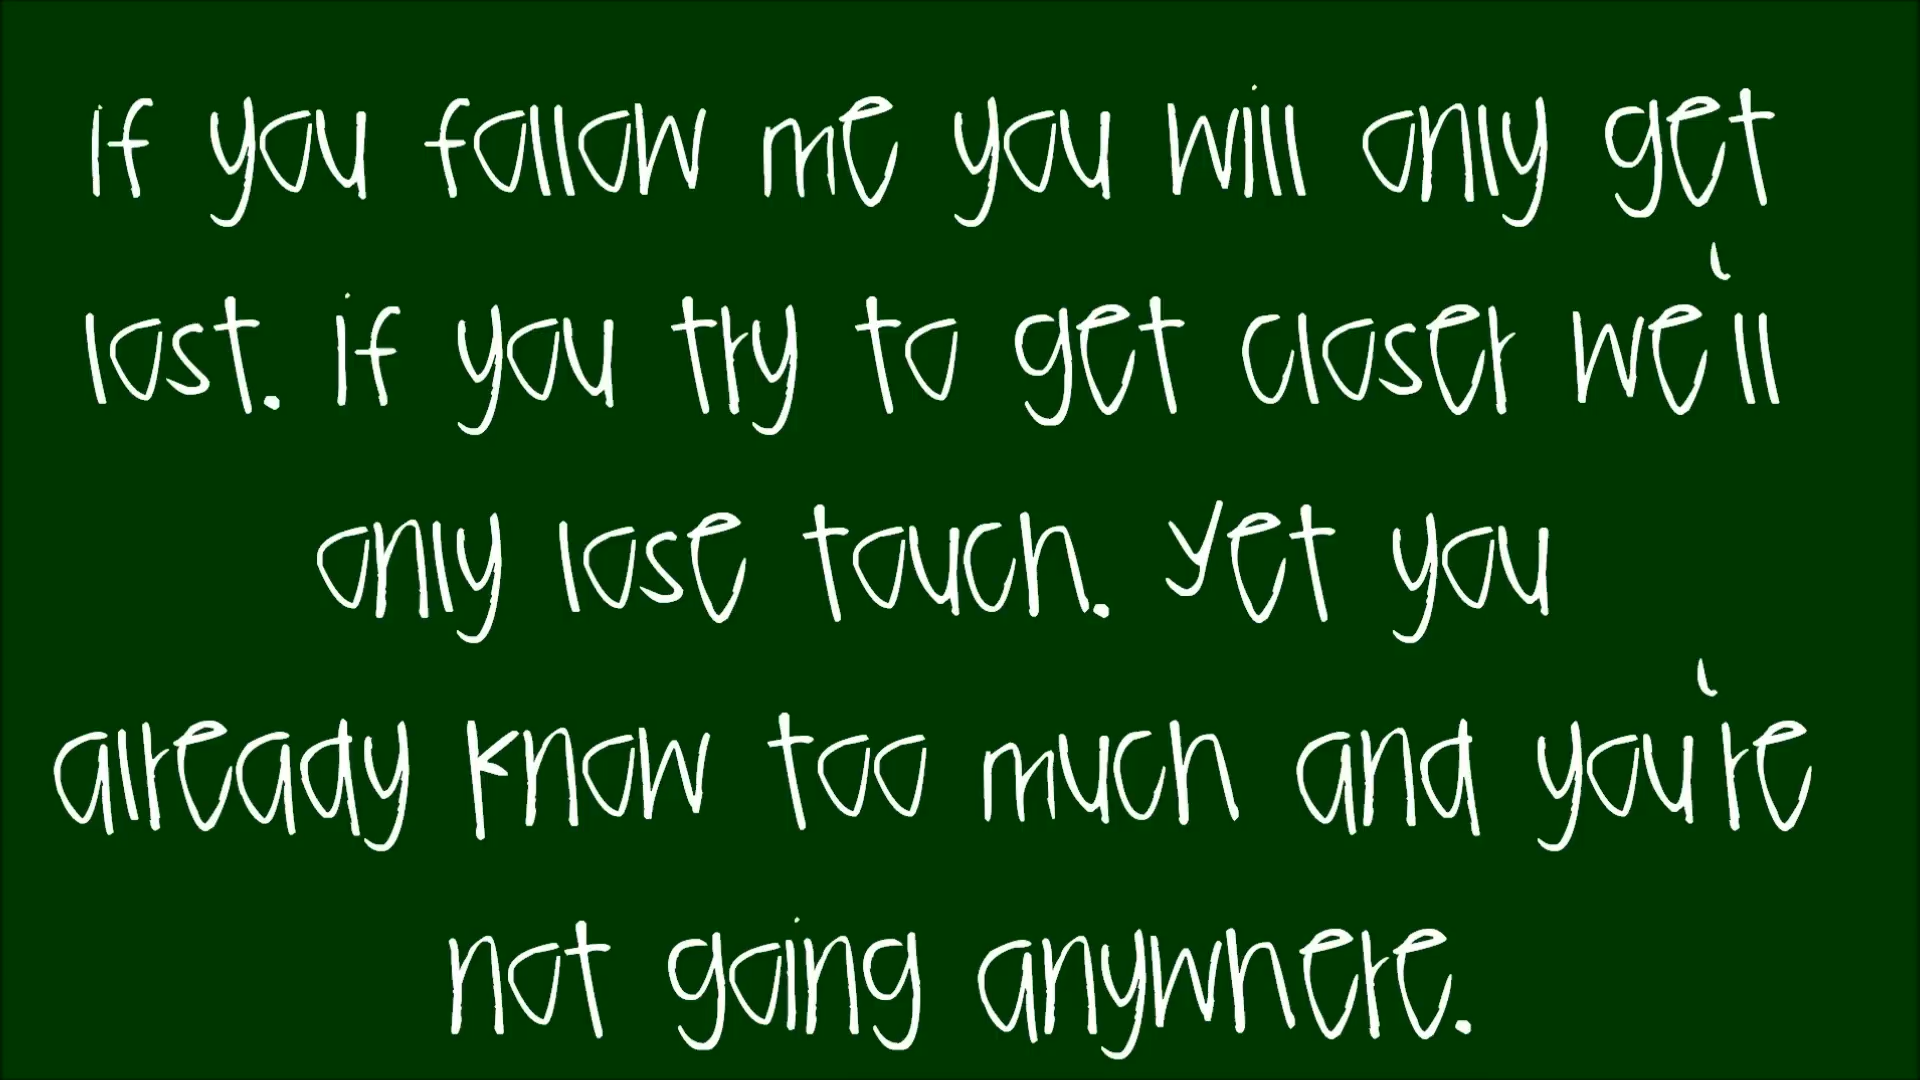 if you follow me you will only get
lost. if you try to get closer we'll
only lose touch. yet you
already know too much and you're
not going anywhere.